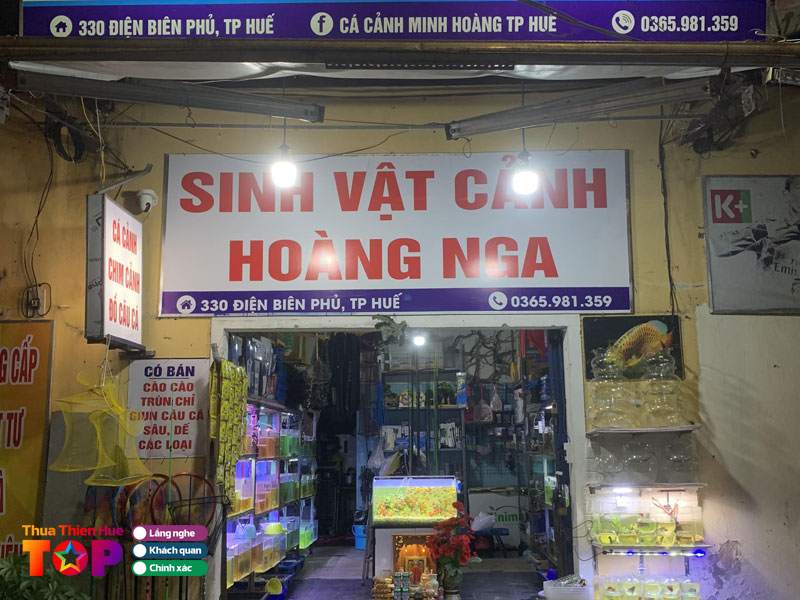 330 ĐIỆN BIÊN PHỦ, TP HUẾ
CÁ CẢNH MINH HOÀNG TP HUẾ
0365.981.359
SINH VẬT CẢNH
HOÀNG NGA
330 ĐIỆN BIÊN PHỦ, TP HUẾ
0365.981.359
CÁ CẢNH
CHIM CẢNH
ĐỒ CÂU CÁ
K+
CÓ BÁN
CÀO CÀO
TRÙN CHỈ
GIUN CÂU CÁ
SÂU, DẾ
CÁC LOẠI
CẤP
TƯ
Thua Thien Hue
TOP
Lắng nghe
Khách quan
Chính xác